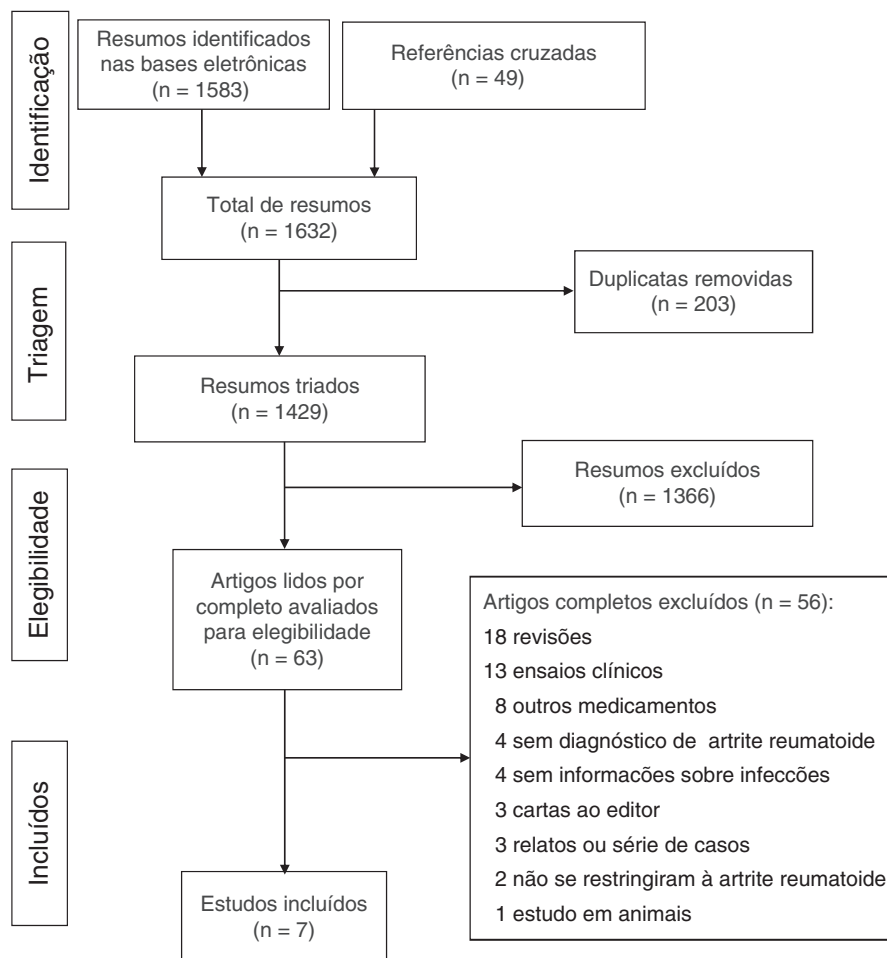 Identificação
Resumos identificados
nas bases eletrônicas
(n = 1583)
Referências cruzadas
(n = 49)
Total de resumos
(n = 1632)
Triagem
Duplicatas removidas
(n = 203)
Resumos triados
(n = 1429)
Elegibilidade
Resumos excluídos
(n = 1366)
Artigos lidos por
completo avaliados
para elegibilidade
(n = 63)
Artigos completos excluídos (n = 56):
18 revisões
13 ensaios clínicos
8 outros medicamentos
4 sem diagnóstico de artrite reumatoide
4 sem informacões sobre infeccões
3 cartas ao editor
3 relatos ou série de casos
2 não se restringiram à artrite reumatoide
1 estudo em animais
Incluídos
Estudos incluídos
(n = 7)